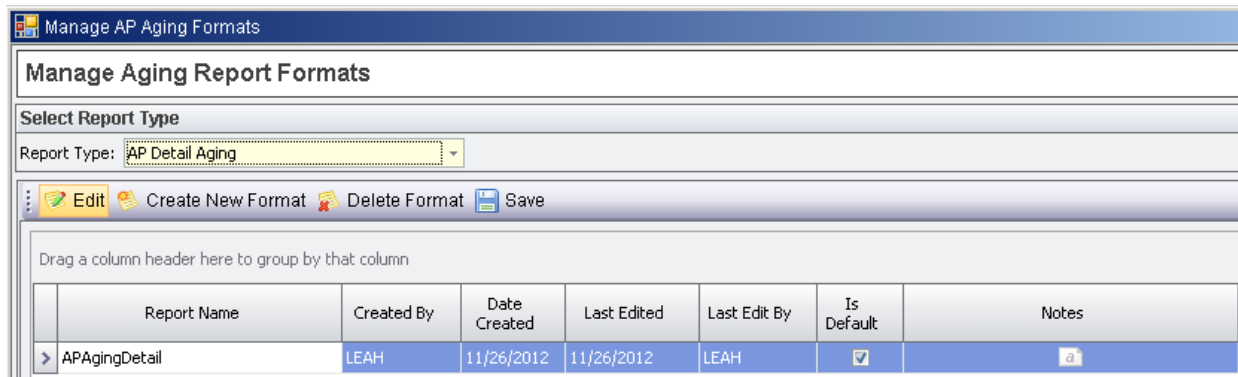 Manage AP Aging Formats
Manage Aging Report Formats
Select Report Type
Report Type: AP Detail Aging
Edit Create New Format Delete Format Save
Drag a column header here to group by that column
Report Name Created By Date Created Last Edited Last Edit By Is Default Notes
APAgingDetail LEAH 11/26/2012 11/26/2012 LEAH a